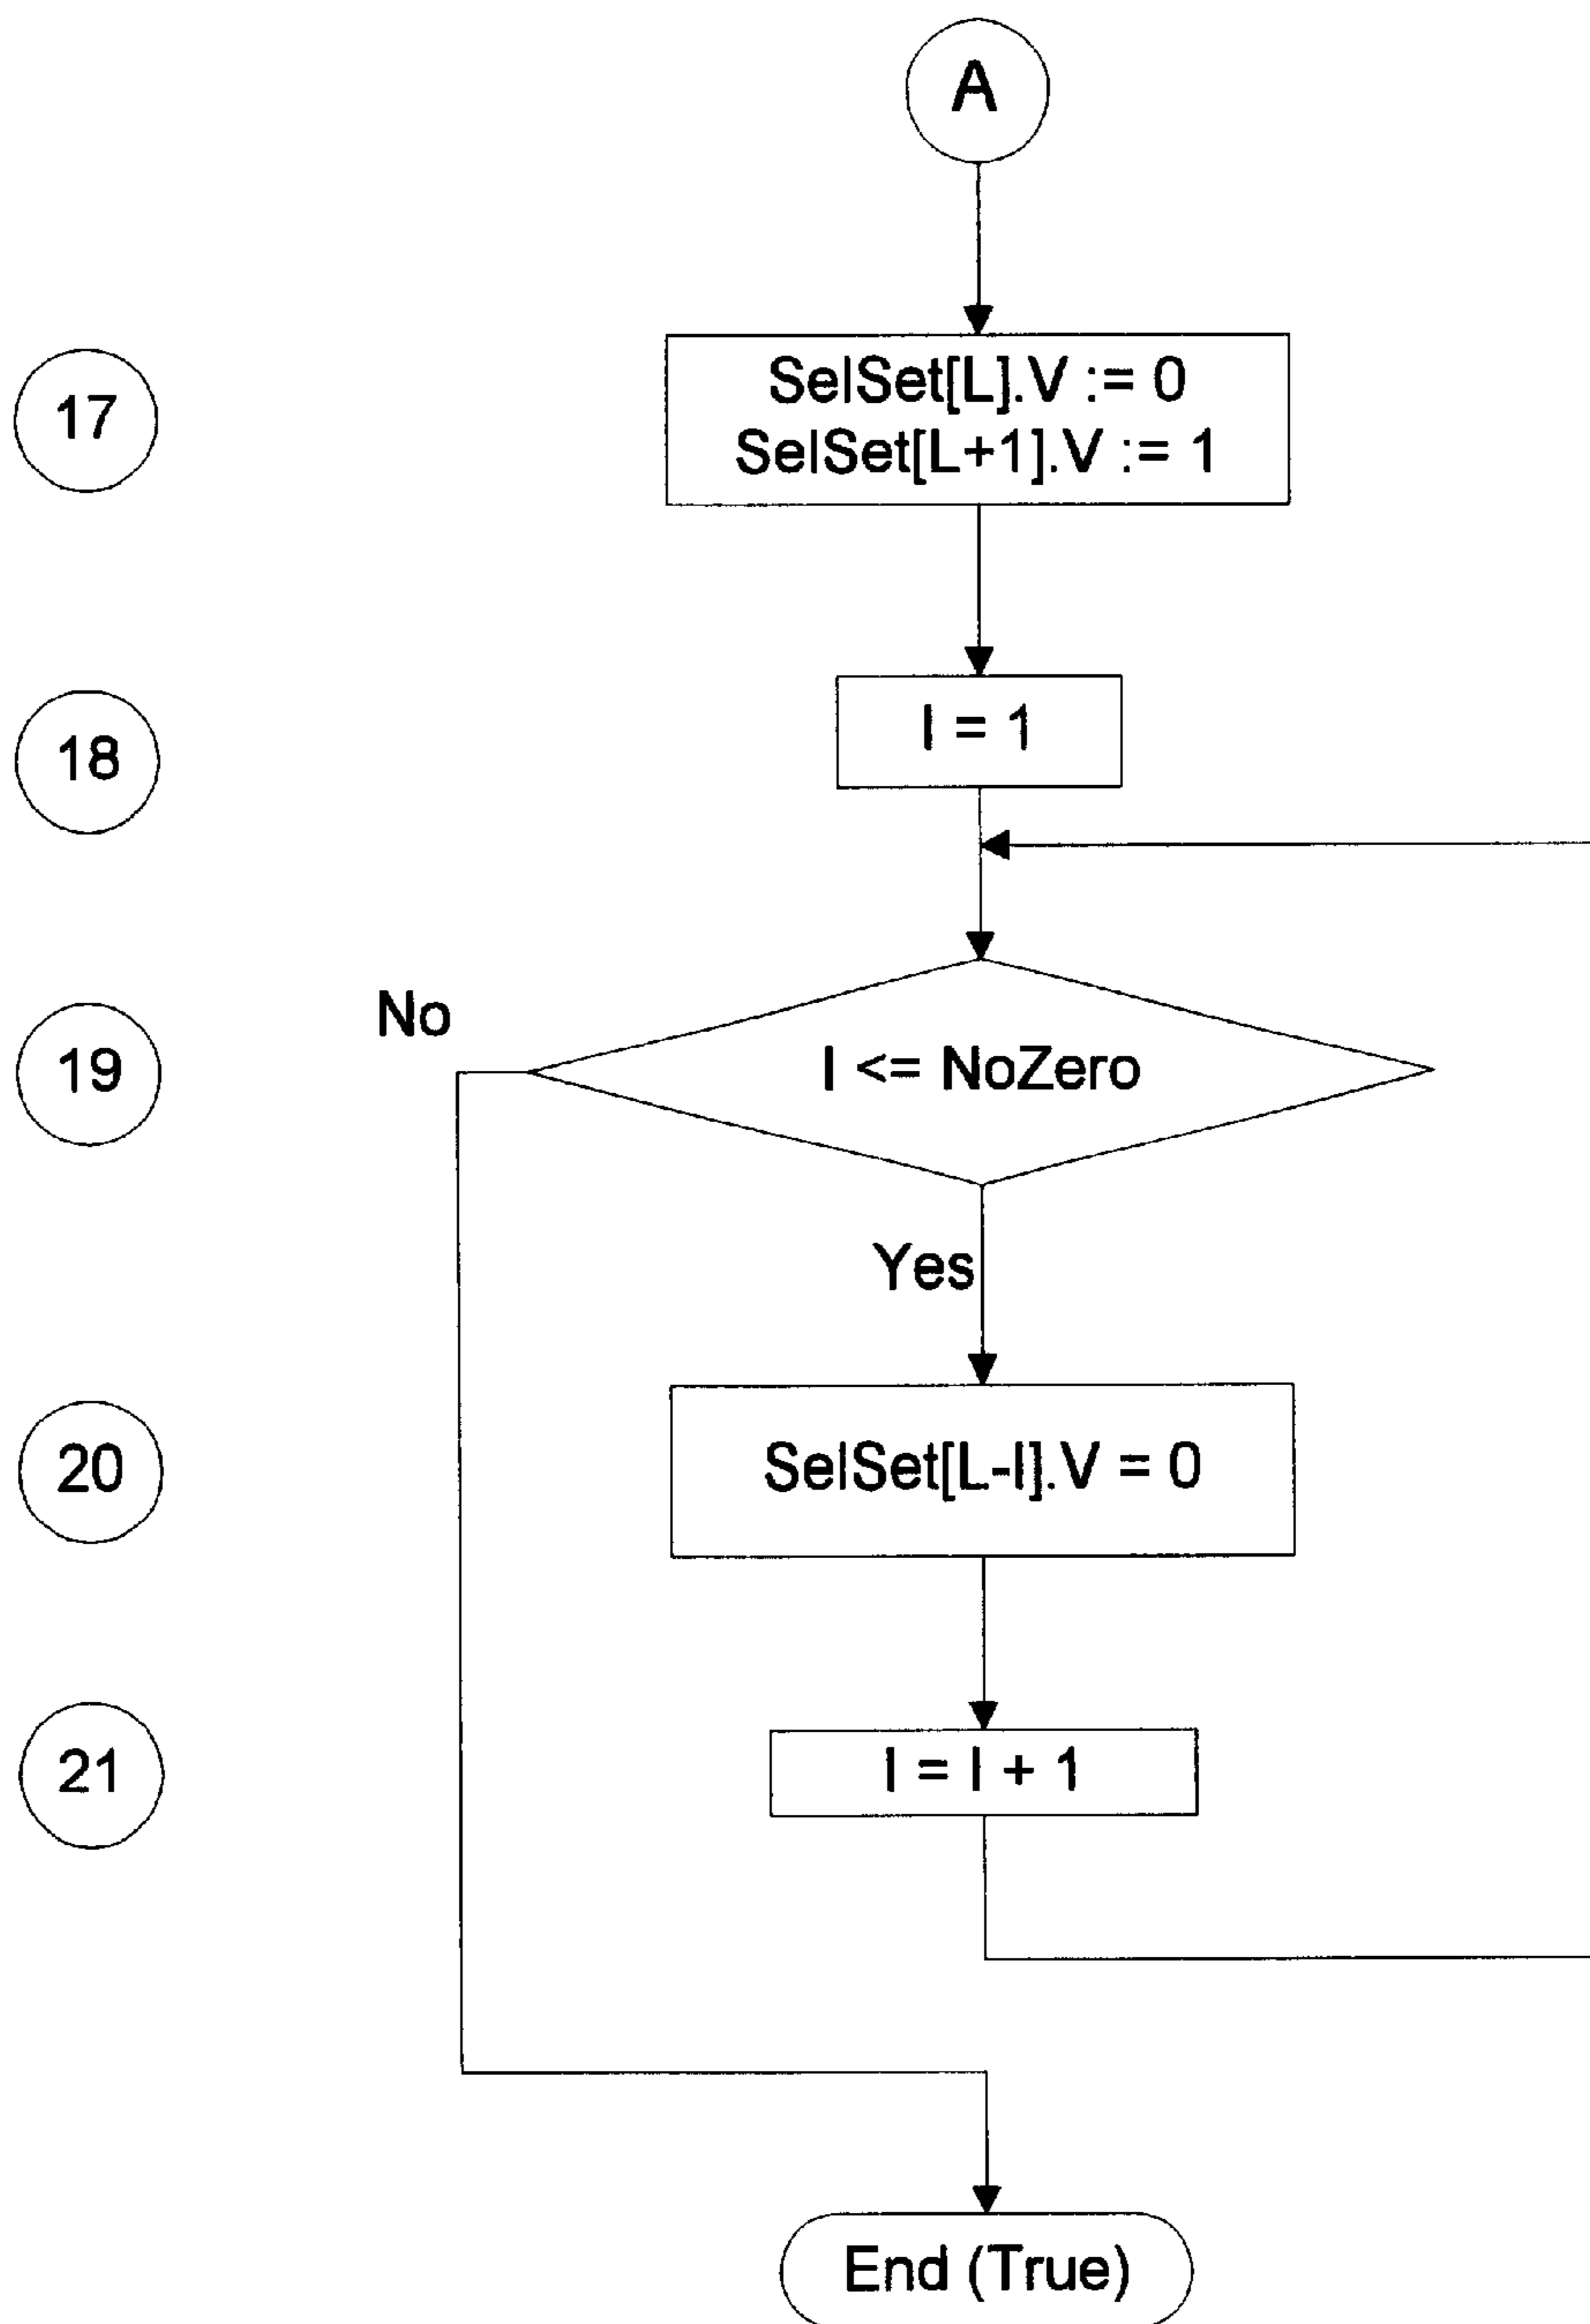 A
17
SelSet[L].V := 0
SelSet[L+1].V := 1
18
I = 1
No
19
I <= NoZero
Yes
20
SelSet[L-I].V = 0
21
I = I + 1
End (True)